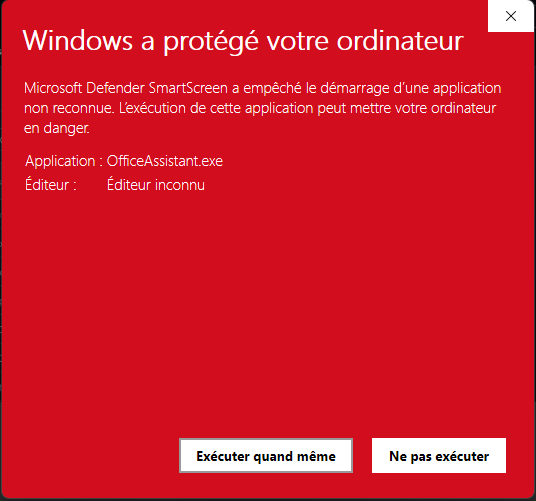 Windows a protégé votre ordinateur
Microsoft Defender SmartScreen a empêché le démarrage d'une application
non reconnue. L'exécution de cette application peut mettre votre ordinateur
en danger.
Application : OfficeAssistant.exe
Éditeur : Éditeur inconnu
Exécuter quand même
Ne pas exécuter